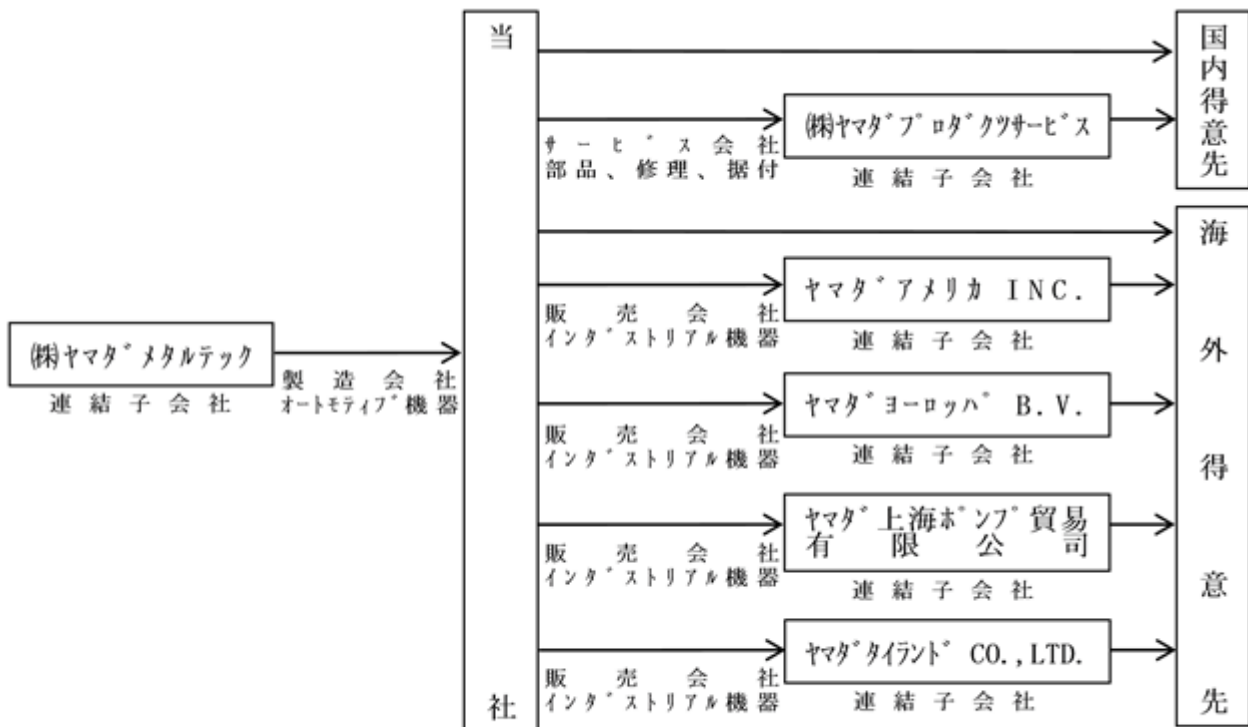 当社
国内得意先
㈱ヤマダプロダクツサービス
サービス会社
部品、修理、据付
連結子会社
海外得意先
ヤマダアメリカ INC.
販売会社
インダストリアル機器
連結子会社
㈱ヤマダメタルテック
製造会社
連結子会社
オートモティブ機器
ヤマダヨーロッパ B.V.
販売会社
インダストリアル機器
連結子会社
ヤマダ上海ポンプ貿易
有限公司
販売会社
インダストリアル機器
連結子会社
ヤマダタイランド CO.,LTD.
販売会社
インダストリアル機器
連結子会社